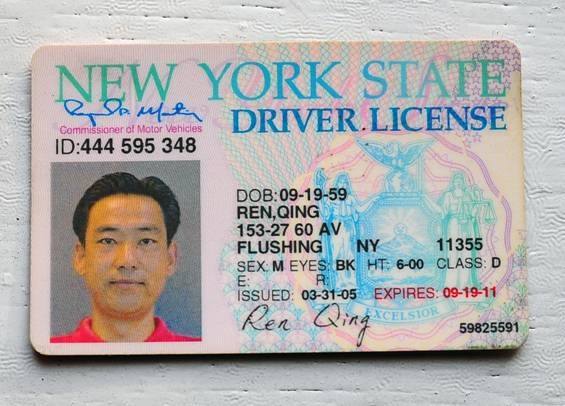 NEW YORK STATE
DRIVER LICENSE
Commissioner of Motor Vehicles
ID:444 595 348
DOB:09-19-59
REN,QING
153-27 60 AV
FLUSHING NY 11355
SEX: M EYES: BK HT: 6-00 CLASS: D
E: R:
ISSUED: 03-31-05 EXPIRES: 09-19-11
Ren Qing
EXCELSIOR
59825591